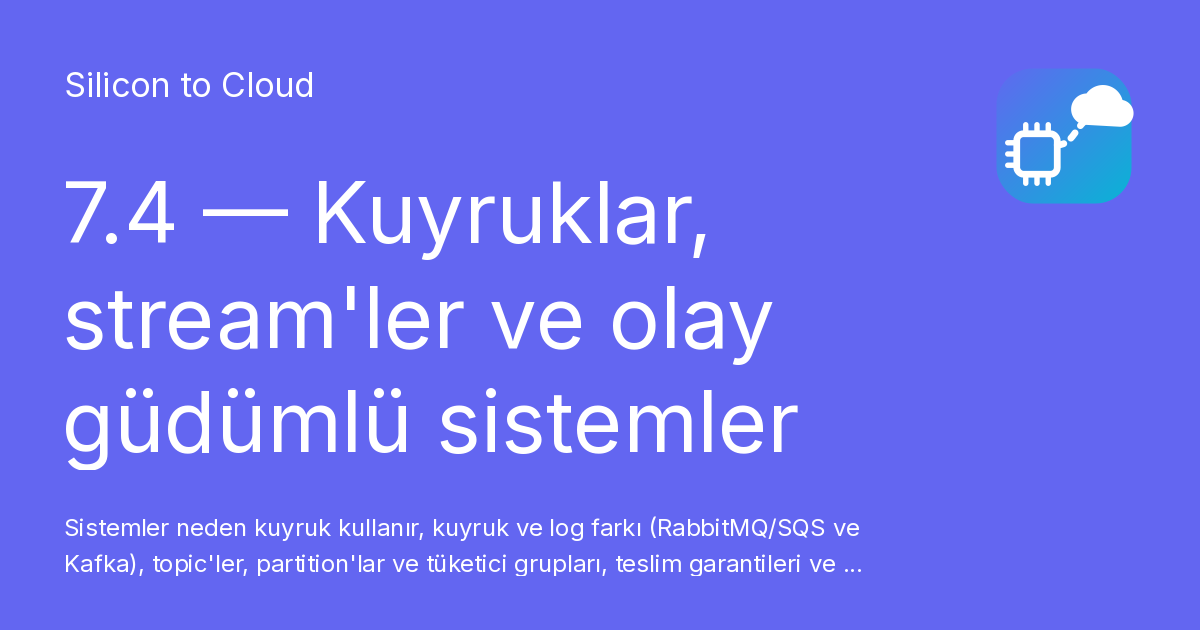 Silicon to Cloud
7.4 — Kuyruklar,
stream'ler ve olay
güdümlü sistemler
Sistemler neden kuyruk kullanır, kuyruk ve log farkı (RabbitMQ/SQS ve
Kafka), topic'ler, partition'lar ve tüketici grupları, teslim garantileri ve ...